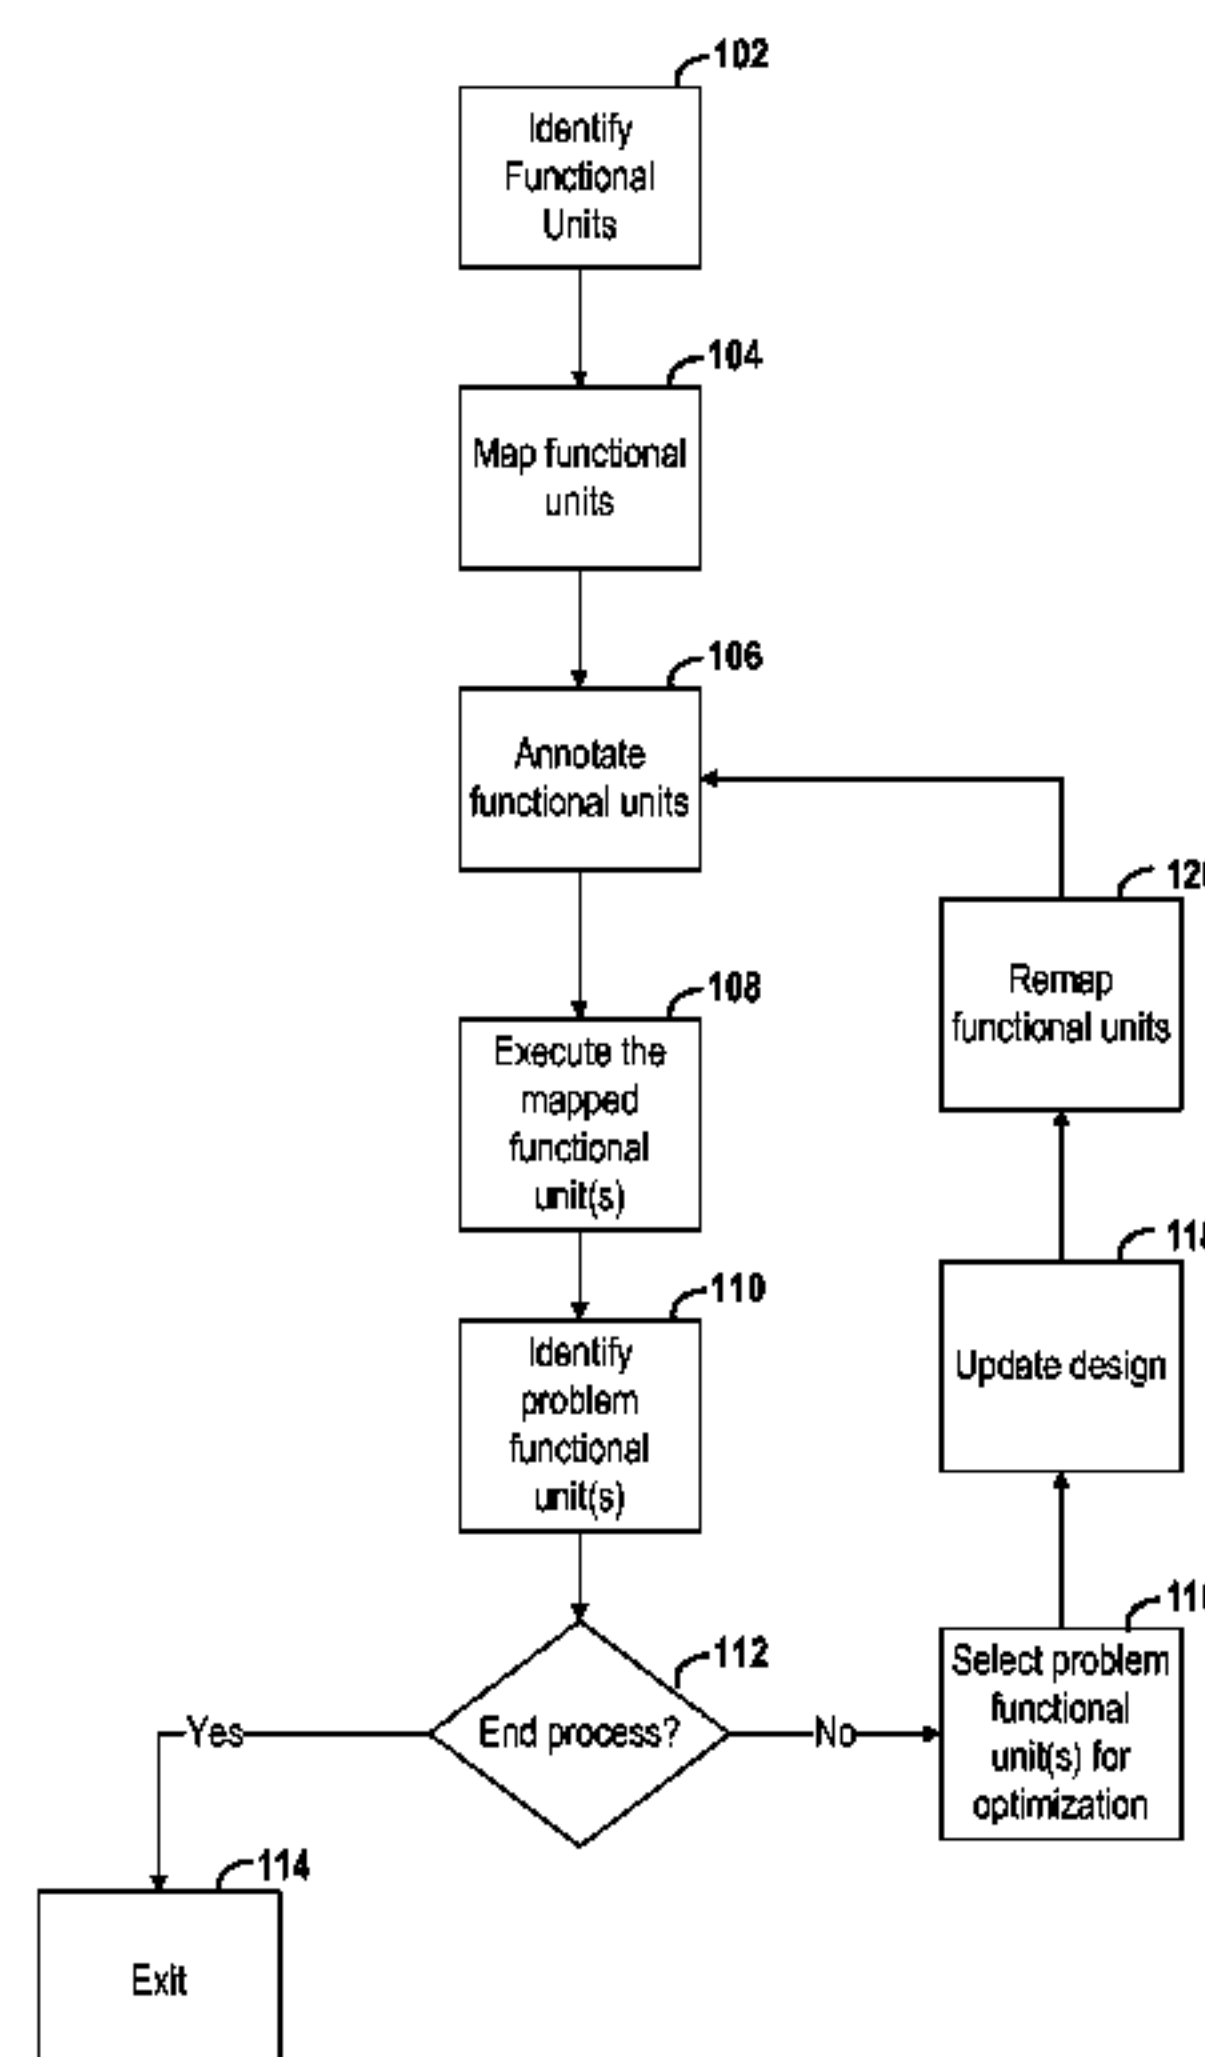 102
Identify
Functional
Units
104
Map functional
units
106
Annotate
functional units
108
Execute the
mapped
functional
unit(s)
110
Identify
problem
functional
unit(s)
112
End process?
Yes
No
114
Exit
Select problem
functional
unit(s) for
optimization
Update design
Remap
functional units